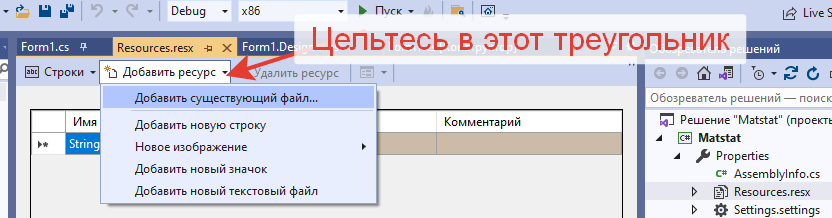 Debug x86 Пуск Live S
Form1.cs Resources.resx Form1.Desig
Цельтесь в этот треугольник
решений
Строки Добавить ресурс Удалить ресурс
Добавить существующий файл...
Добавить новую строку
Новое изображение
Добавить новый значок
Добавить новый текстовый файл
Имя Комментарий
String
Обозреватель решений — поиск
Решение "Matstat" (проекты
Matstat
Properties
AssemblyInfo.cs
Resources.resx
Settings.settings